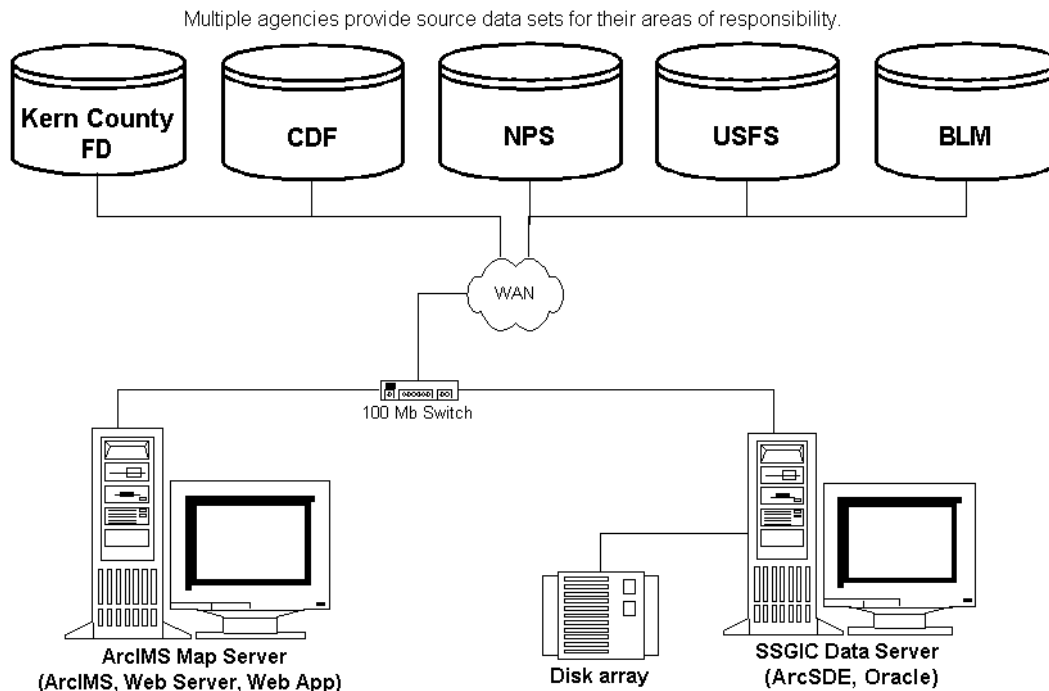 Multiple agencies provide source data sets for their areas of responsibility.
Kern County
FD
CDF
NPS
USFS
BLM
WAN
100 Mb Switch
ArcIMS Map Server
(ArcIMS, Web Server, Web App)
Disk array
SSGIC Data Server
(ArcSDE, Oracle)